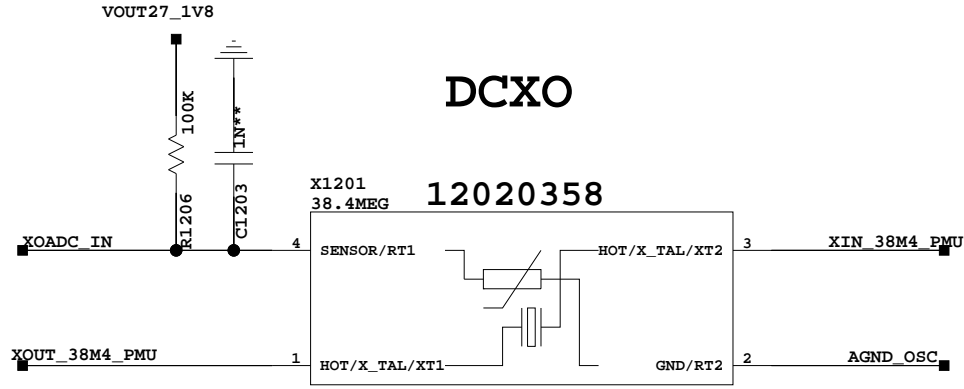 VOUT27_1V8
DCXO
100K
1N**
R1206
C1203
X1201
38.4MEG
12020358
XOADC_IN
4
SENSOR/RT1
HOT/X_TAL/XT2
3
XIN_38M4_PMU
XOUT_38M4_PMU
1
HOT/X_TAL/XT1
GND/RT2
2
AGND_OSC